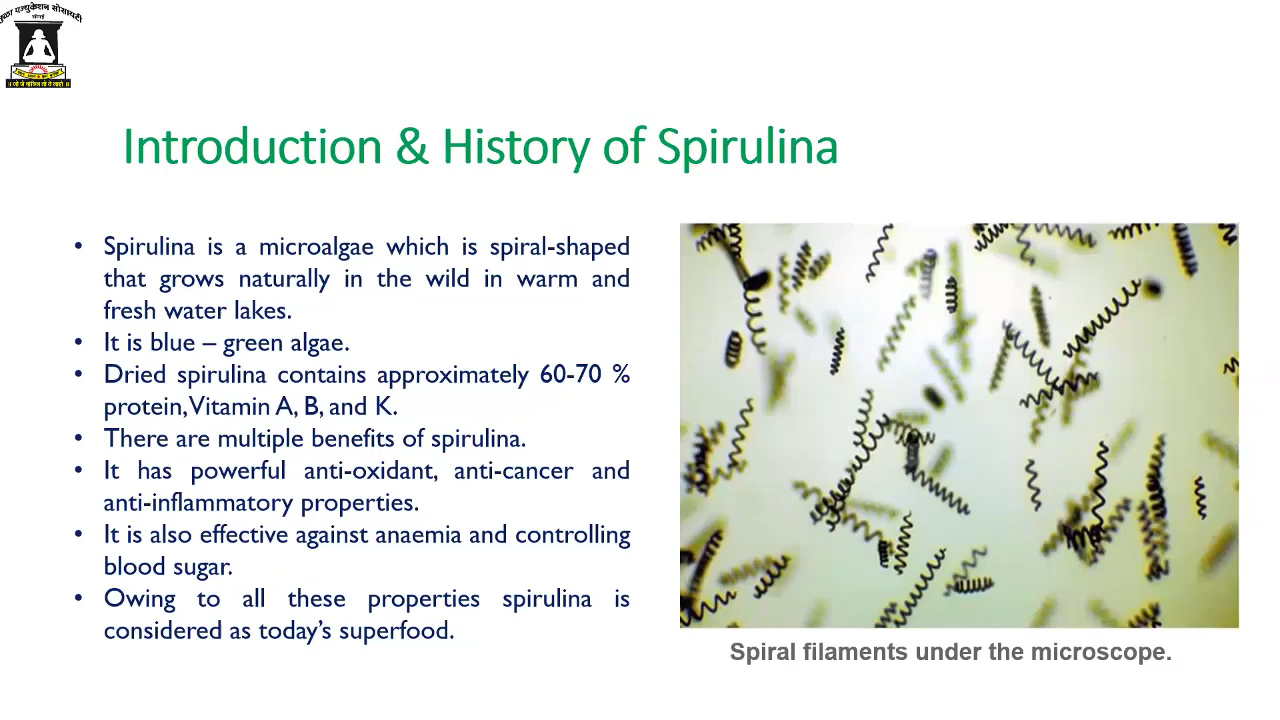 एज्युकेशन सोसायटी
Introduction & History of Spirulina
• Spirulina is a microalgae which is spiral-shaped
that grows naturally in the wild in warm and
fresh water lakes.
• It is blue – green algae.
• Dried spirulina contains approximately 60-70 %
protein, Vitamin A, B, and K.
• There are multiple benefits of spirulina.
• It has powerful anti-oxidant, anti-cancer and
anti-inflammatory properties.
• It is also effective against anaemia and controlling
blood sugar.
• Owing to all these properties spirulina is
considered as today’s superfood.
Spiral filaments under the microscope.